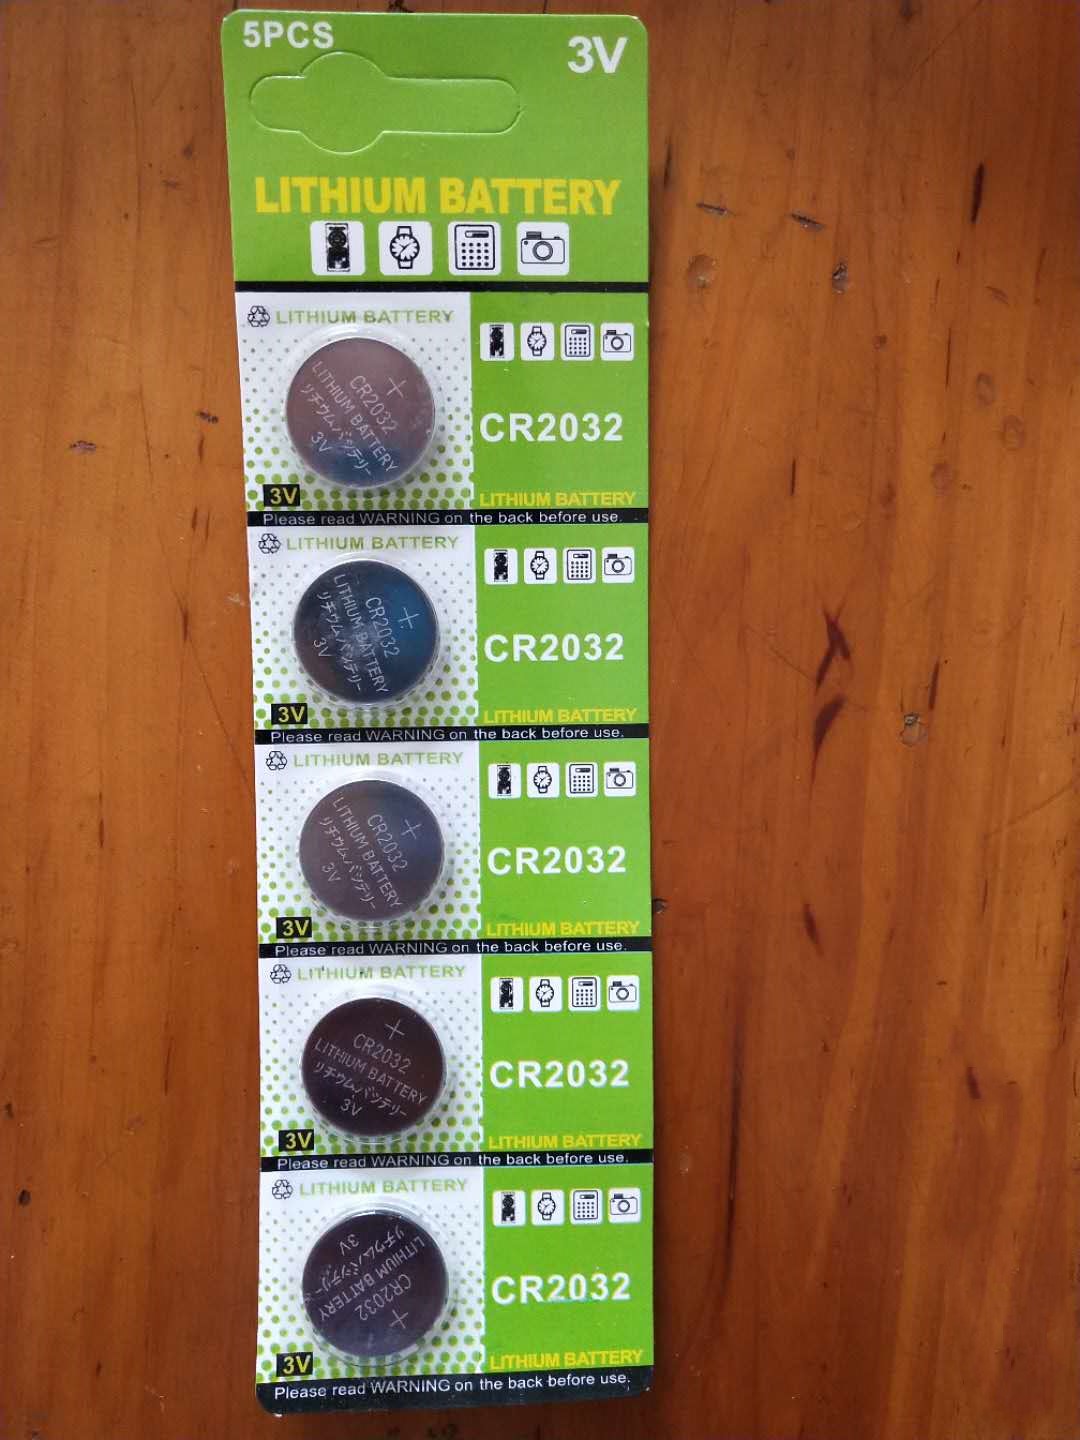 5PCS
3V
LITHIUM BATTERY
LITHIUM BATTERY
CR2032
LITHIUM BATTERY
リチウムバッテリー
3V
CR2032
3V
LITHIUM BATTERY
Please read WARNING on the back before use.
LITHIUM BATTERY
CR2032
LITHIUM BATTERY
リチウムバッテリー
3V
CR2032
3V
LITHIUM BATTERY
Please read WARNING on the back before use.
LITHIUM BATTERY
CR2032
LITHIUM BATTERY
リチウムバッテリー
3V
CR2032
3V
LITHIUM BATTERY
Please read WARNING on the back before use.
LITHIUM BATTERY
CR2032
LITHIUM BATTERY
リチウムバッテリー
3V
CR2032
3V
LITHIUM BATTERY
Please read WARNING on the back before use.
LITHIUM BATTERY
CR2032
LITHIUM BATTERY
リチウムバッテリー
3V
CR2032
3V
LITHIUM BATTERY
Please read WARNING on the back before use.